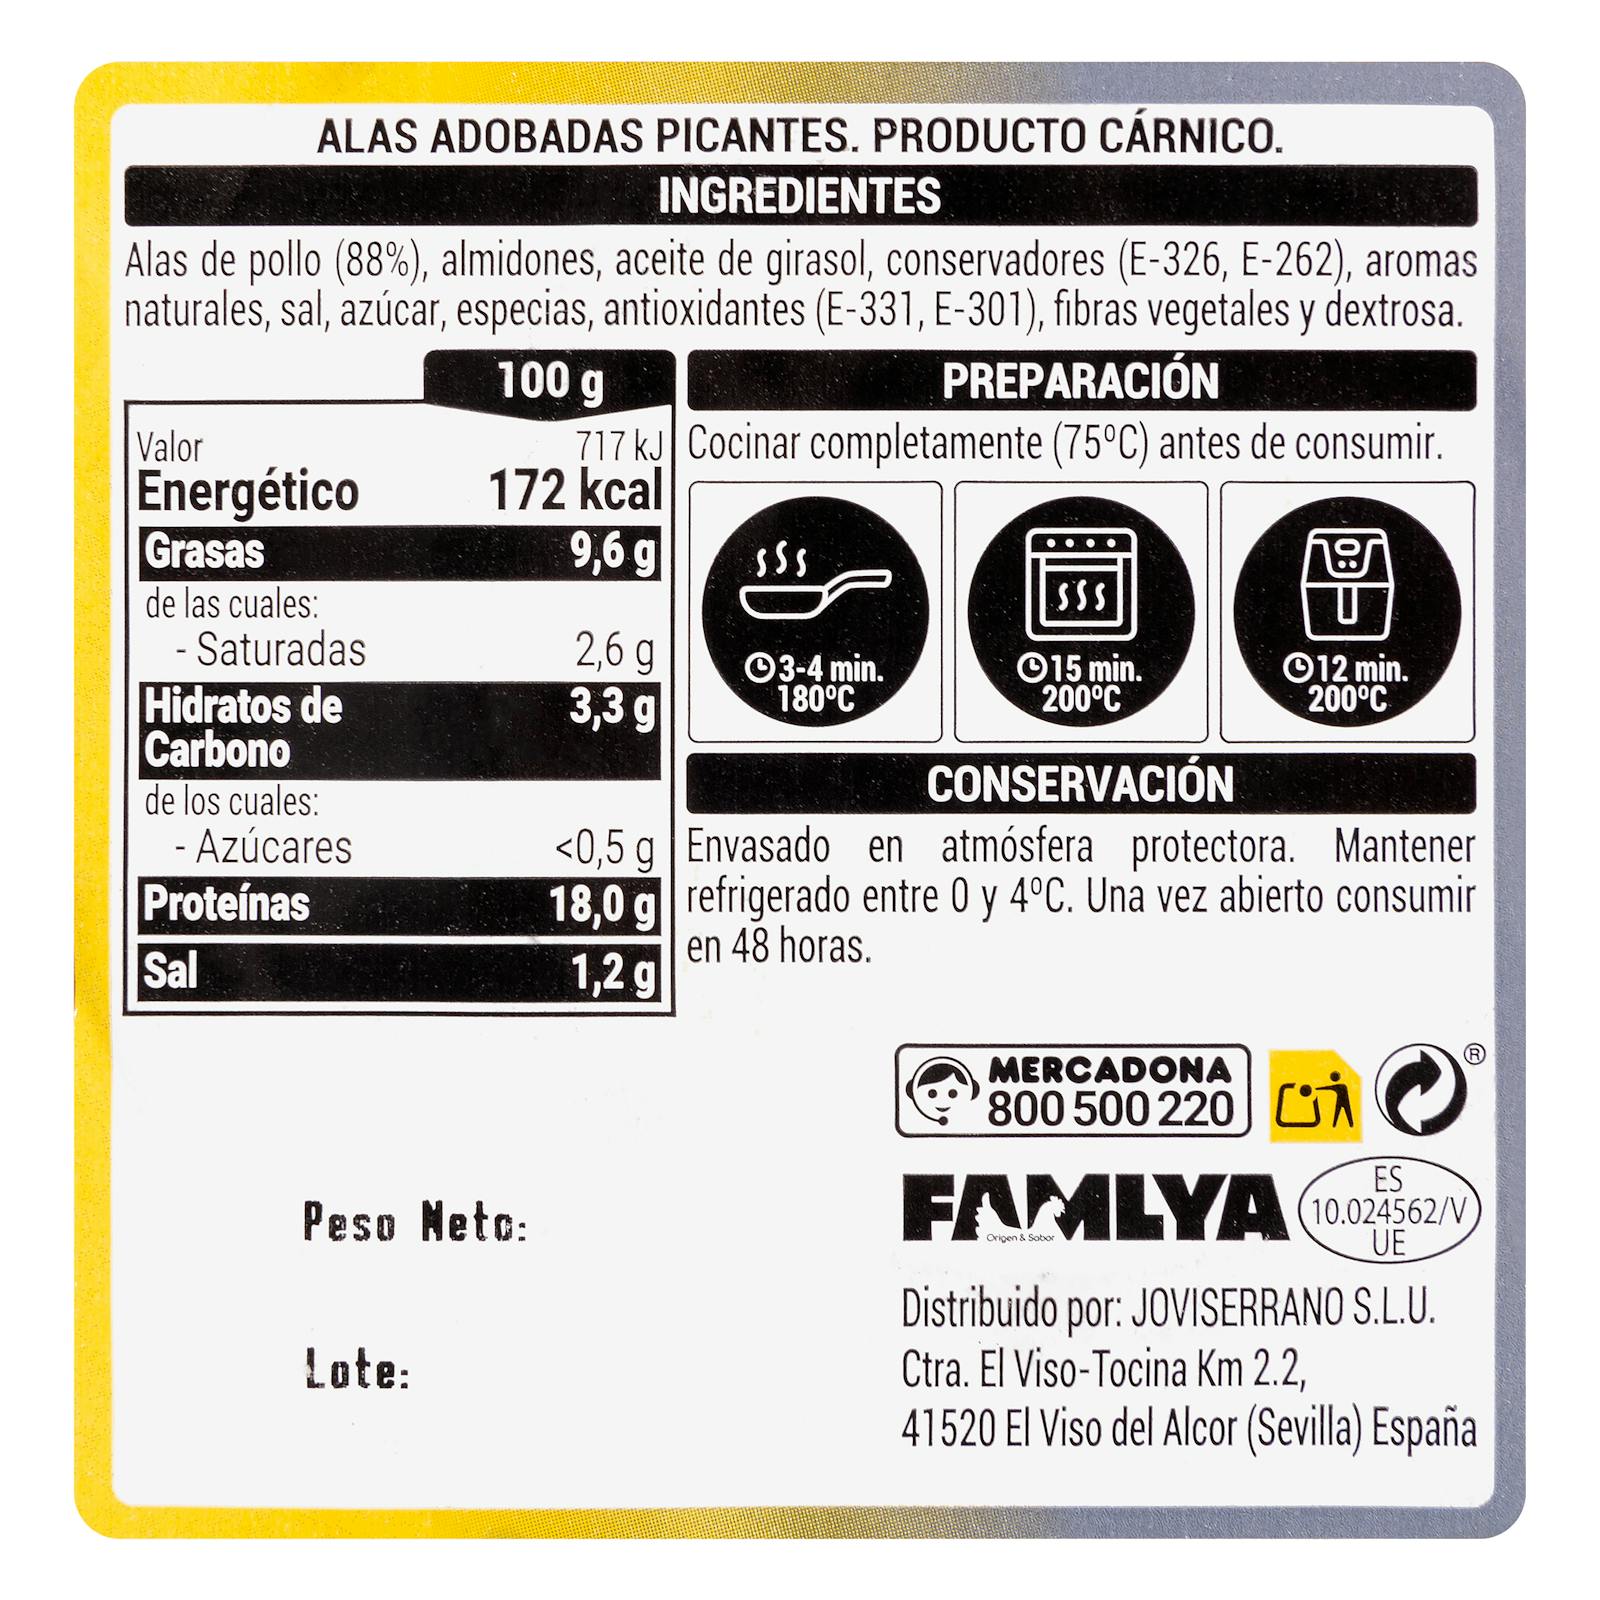 ALAS ADOBADAS PICANTES. PRODUCTO CÁRNICO.
INGREDIENTES
Alas de pollo (88%), almidones, aceite de girasol, conservadores (E-326, E-262), aromas
naturales, sal, azúcar, especias, antioxidantes (E-331, E-301), fibras vegetales y dextrosa.
100 g
Valor 717 kJ
Energético 172 kcal
Grasas 9,6 g
de las cuales:
- Saturadas 2,6 g
Hidratos de 3,3 g
Carbono
de los cuales:
- Azúcares <0,5 g
Proteínas 18,0 g
Sal 1,2 g
PREPARACIÓN
Cocinar completamente (75ºC) antes de consumir.
3-4 min. 15 min. 12 min.
180ºC 200ºC 200ºC
CONSERVACIÓN
Envasado en atmósfera protectora. Mantener
refrigerado entre 0 y 4ºC. Una vez abierto consumir
en 48 horas.
MERCADONA
800 500 220
®
FAMLYA
Origen & Sabor
ES
10.024562/V
UE
Peso Neto:
Lote:
Distribuido por: JOVISERRANO S.L.U.
Ctra. El Viso-Tocina Km 2.2,
41520 El Viso del Alcor (Sevilla) España